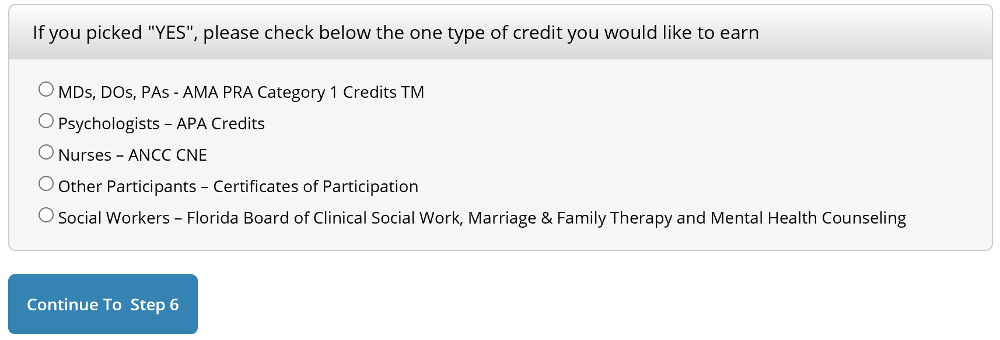 If you picked "YES", please check below the one type of credit you would like to earn
MDs, DOs, PAs - AMA PRA Category 1 Credits TM
Psychologists – APA Credits
Nurses – ANCC CNE
Other Participants – Certificates of Participation
Social Workers – Florida Board of Clinical Social Work, Marriage & Family Therapy and Mental Health Counseling
Continue To  Step 6